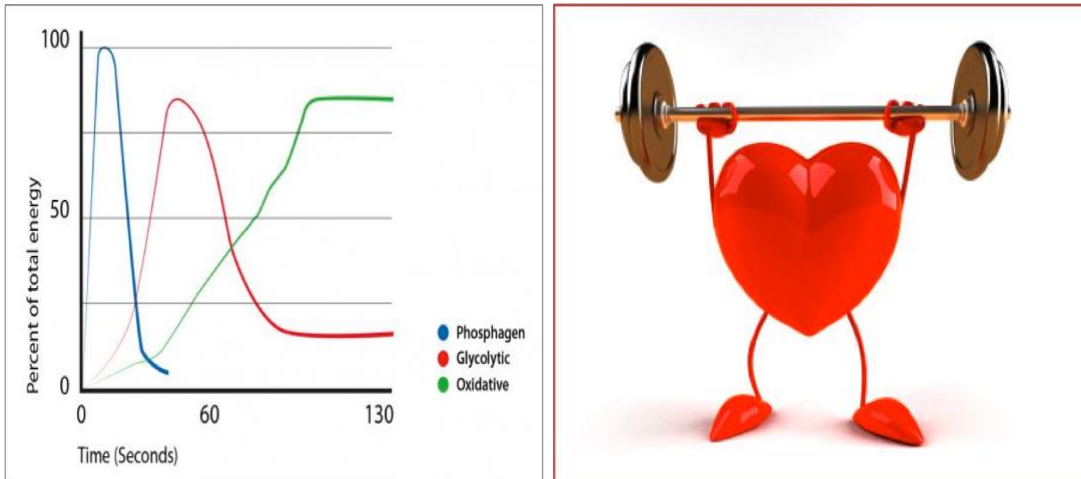 100
Percent of total energy
50
0
0 60 130
Time (Seconds)
Phosphagen
Glycolytic
Oxidative